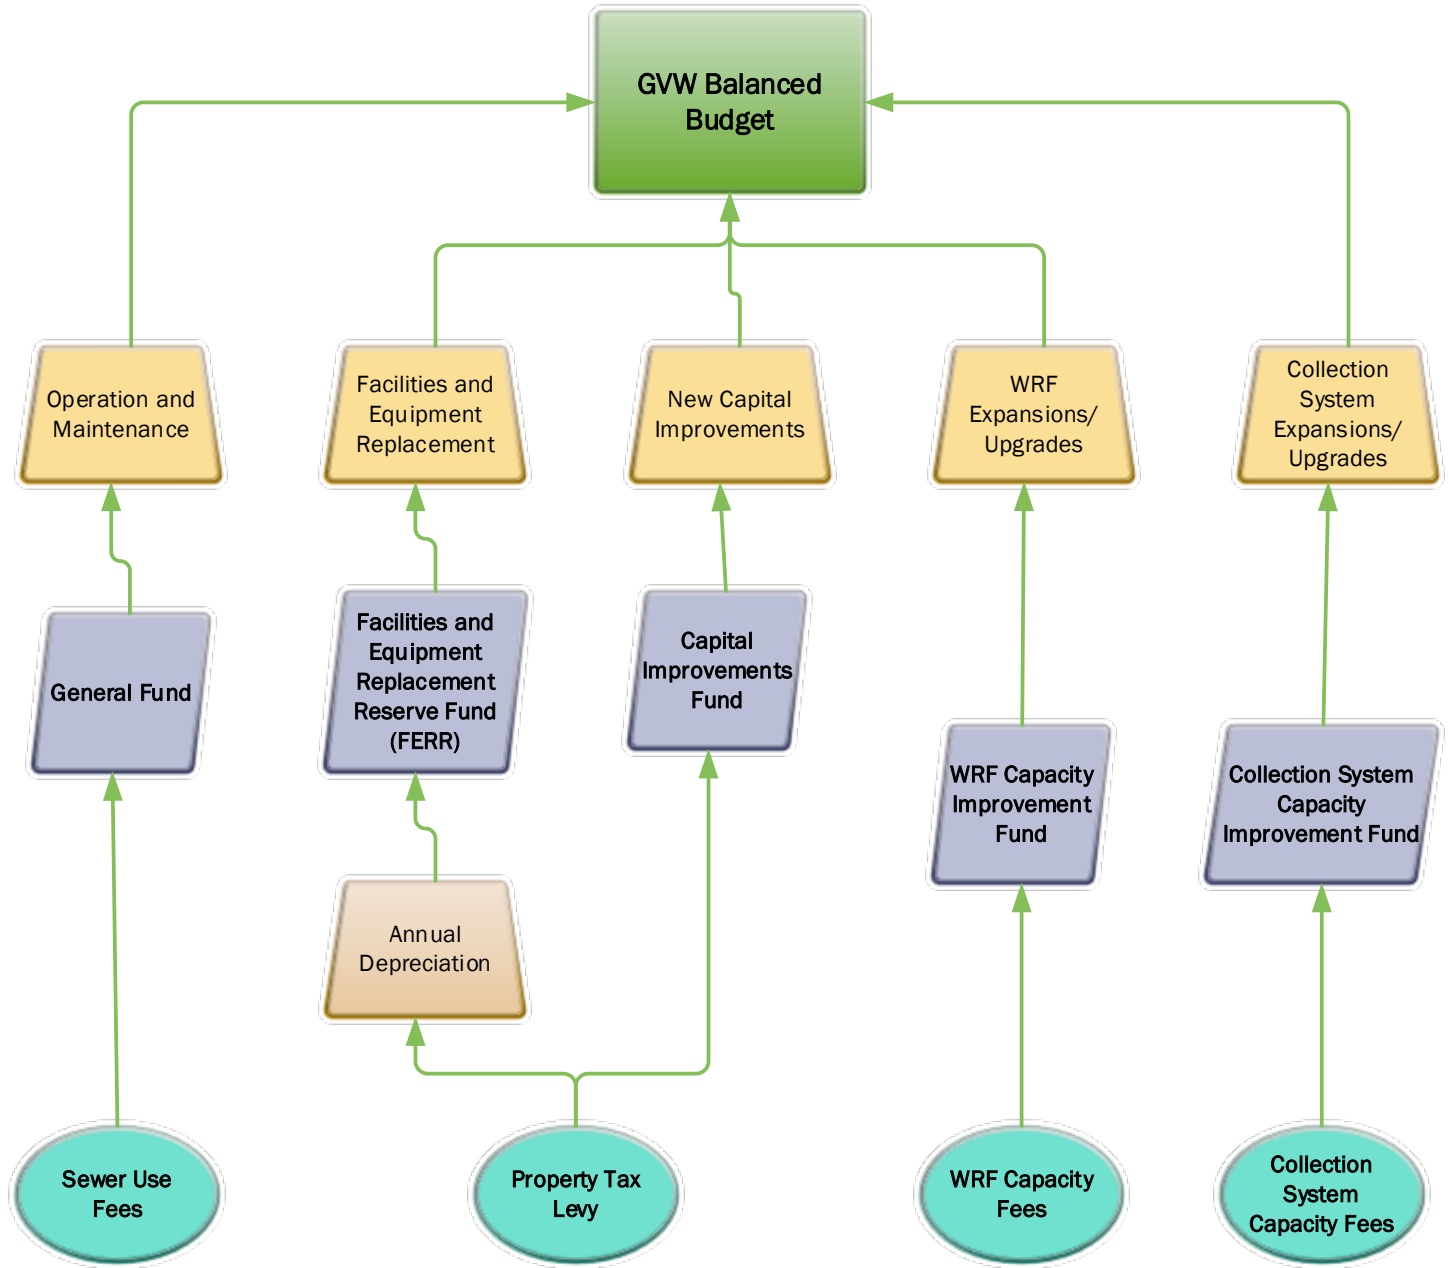 GVW Balanced
Budget
Operation and
Maintenance
Facilities and
Equipment
Replacement
New Capital
Improvements
WRF
Expansions/
Upgrades
Collection
System
Expansions/
Upgrades
General Fund
Facilities and
Equipment
Replacement
Reserve Fund
(FERR)
Capital
Improvements
Fund
WRF Capacity
Improvement
Fund
Collection System
Capacity
Improvement Fund
Annual
Depreciation
Sewer Use
Fees
Property Tax
Levy
WRF Capacity
Fees
Collection
System
Capacity Fees